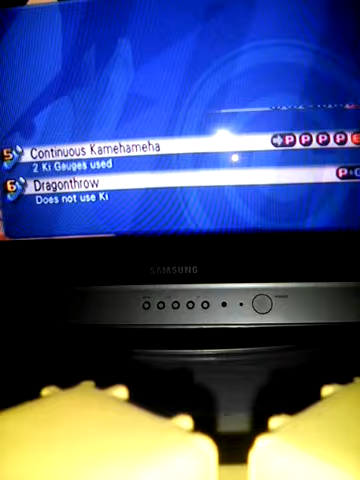 5 Continuous Kamehameha P P P P E
2 Ki Gauges used
6 Dragonthrow P+
Does not use Ki
SAMSUNG